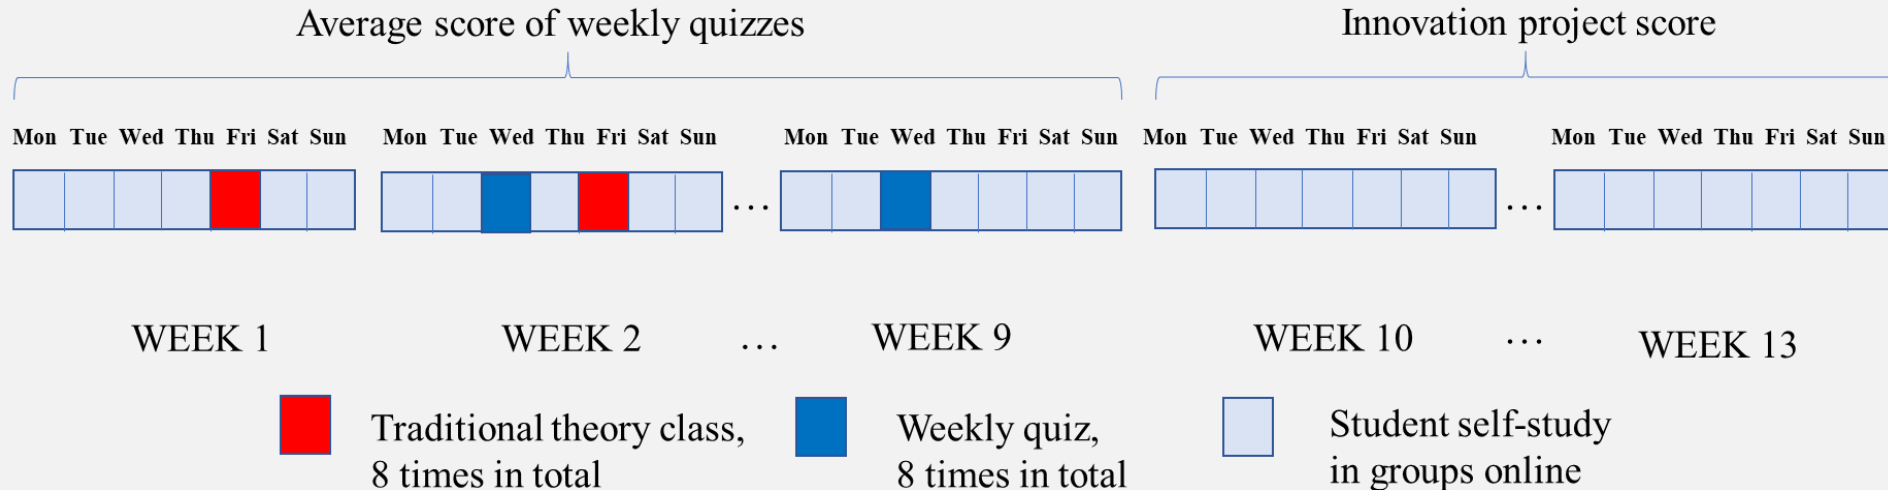 Average score of weekly quizzes
Innovation project score
Mon Tue Wed Thu Fri Sat Sun
Mon Tue Wed Thu Fri Sat Sun
Mon Tue Wed Thu Fri Sat Sun
Mon Tue Wed Thu Fri Sat Sun
Mon Tue Wed Thu Fri Sat Sun
...
...
WEEK 1
WEEK 2
...
WEEK 9
WEEK 10
...
WEEK 13
Traditional theory class,
8 times in total
Weekly quiz,
8 times in total
Student self-study
in groups online